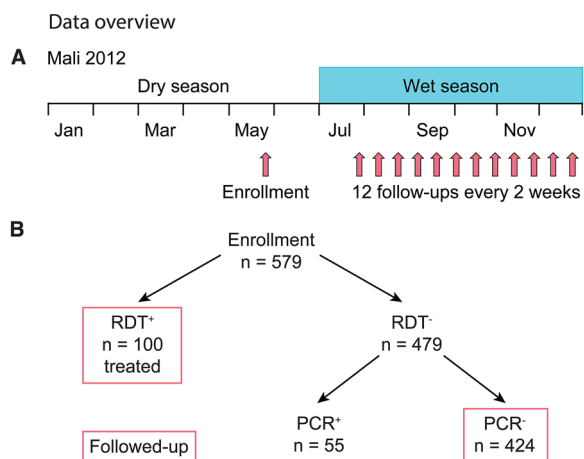 Data overview
A Mali 2012
Dry season Wet season
Jan Mar May Jul Sep Nov
Enrollment 12 follow-ups every 2 weeks
B
Enrollment
n = 579
RDT⁺ RDT⁻
n = 100 n = 479
treated
PCR⁺ PCR⁻
Followed-up n = 55 n = 424